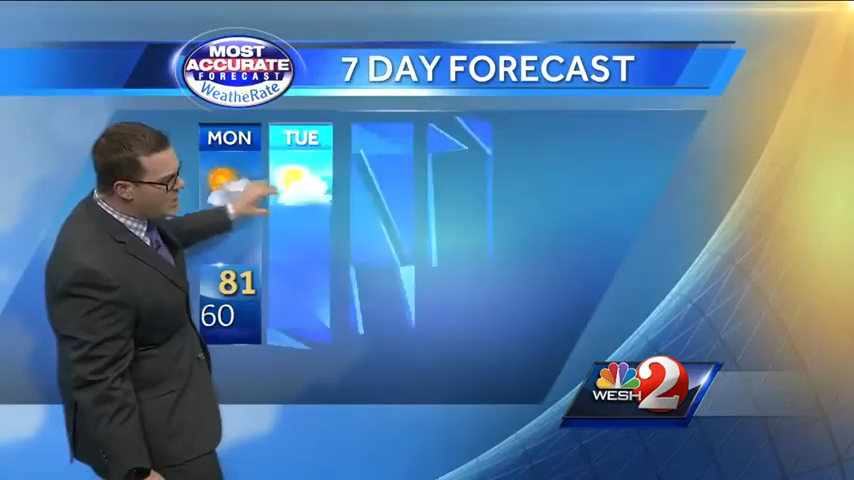 MOST
ACCURATE
FORECAST
WeatheRate
7 DAY FORECAST
MON
TUE
81
60
WESH 2